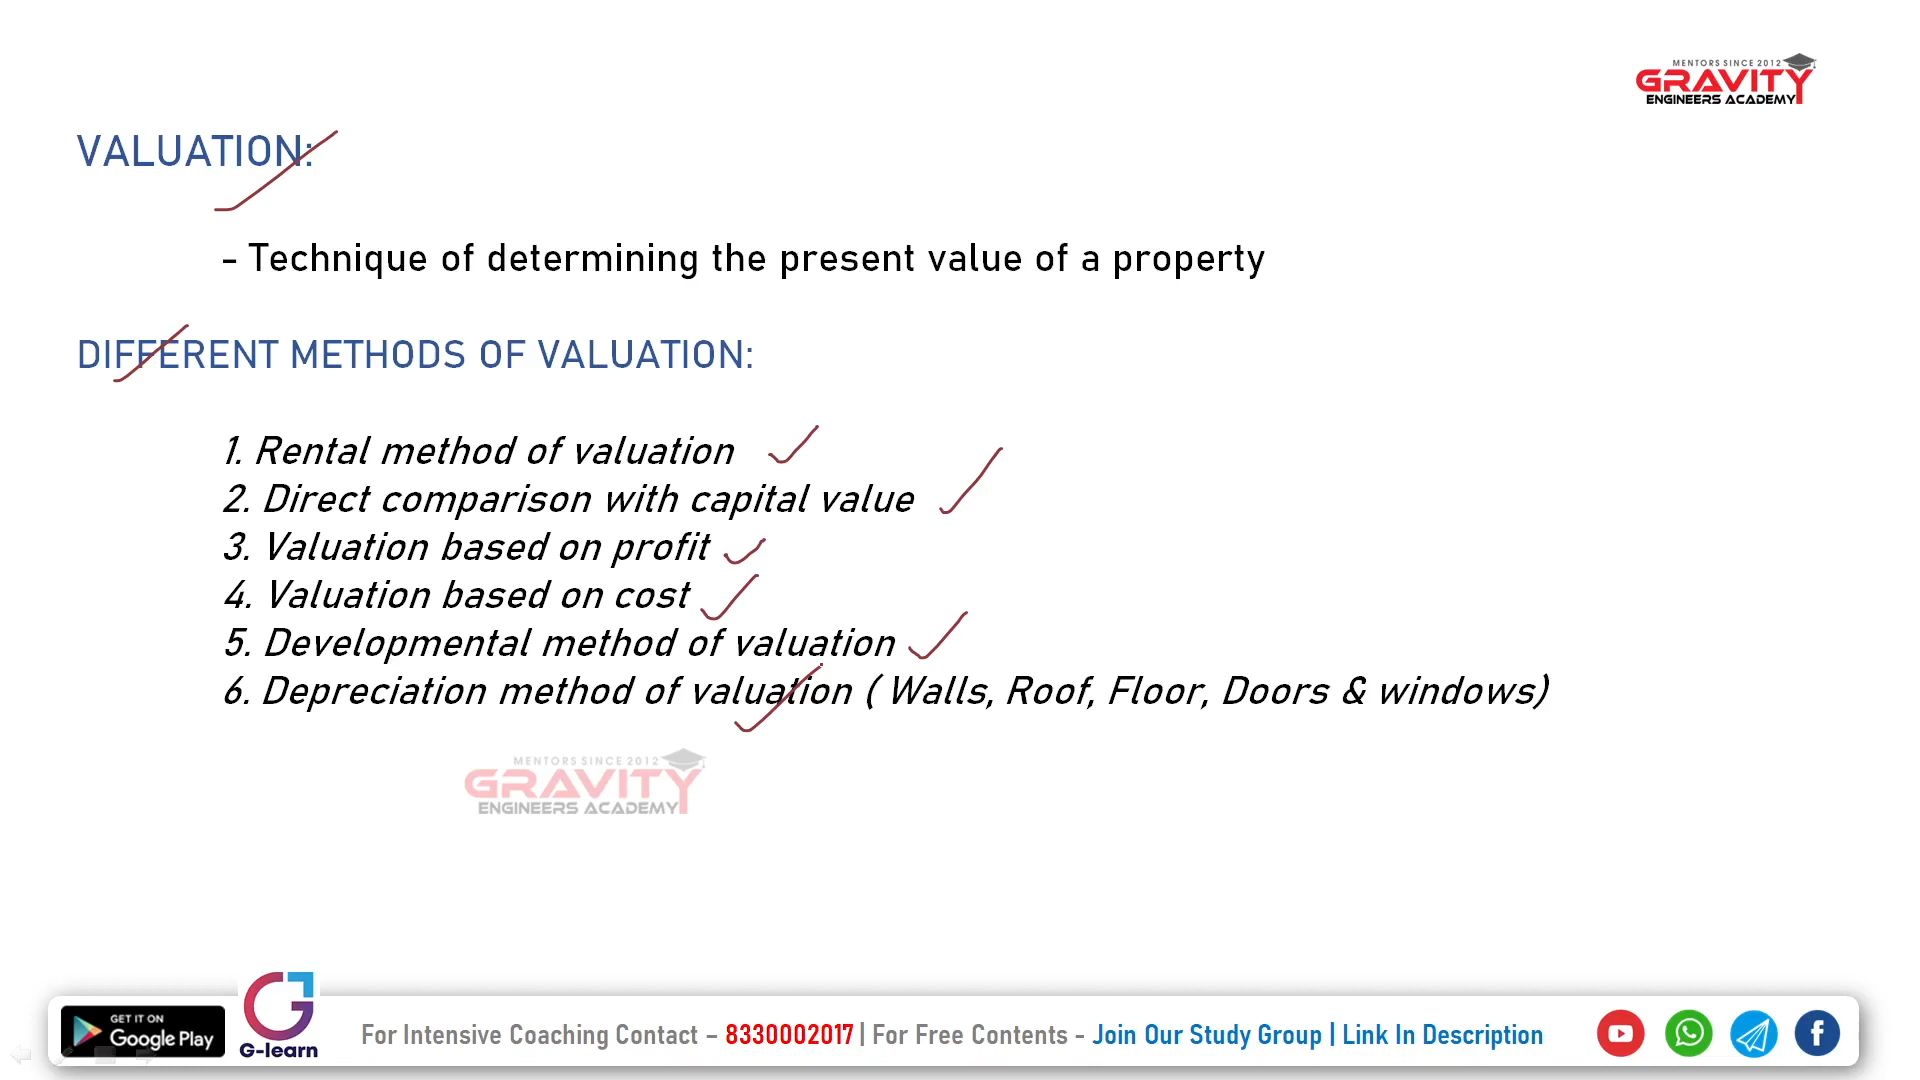 MENTORS SINCE 2012
GRAVITY
ENGINEERS ACADEMY
VALUATION:
- Technique of determining the present value of a property
DIFFERENT METHODS OF VALUATION:
1. Rental method of valuation
2. Direct comparison with capital value
3. Valuation based on profit
4. Valuation based on cost
5. Developmental method of valuation
6. Depreciation method of valuation ( Walls, Roof, Floor, Doors & windows)
MENTORS SINCE 2012
GRAVITY
ENGINEERS ACADEMY
GET IT ON
Google Play
G-learn
For Intensive Coaching Contact – 8330002017 | For Free Contents - Join Our Study Group | Link In Description